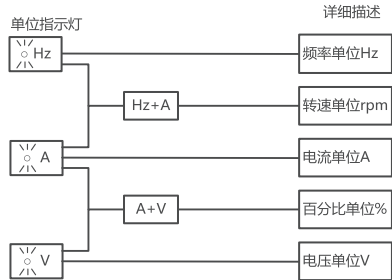 详细描述
单位指示灯
Hz 频率单位Hz
Hz+A 转速单位rpm
A 电流单位A
A+V 百分比单位%
V 电压单位V